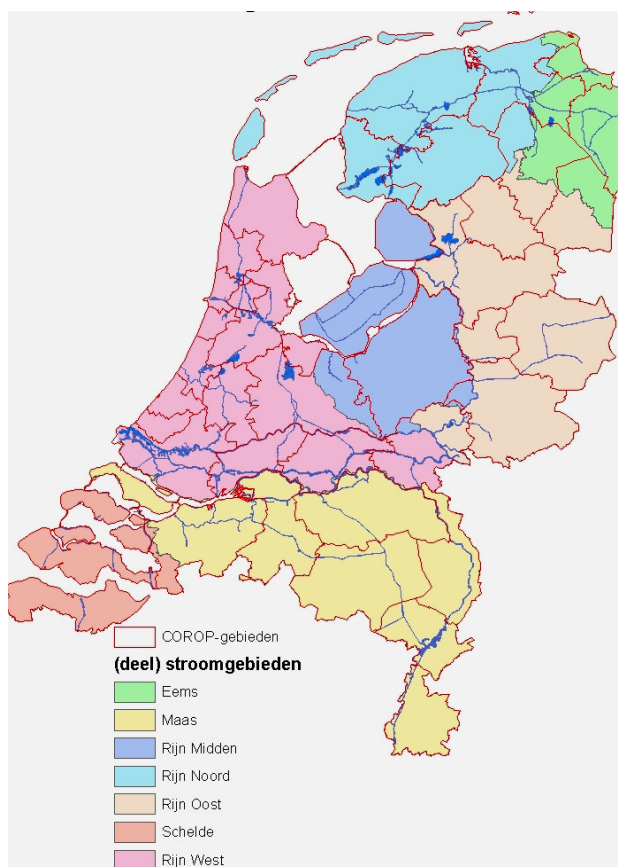 COROP-gebieden
(deel) stroomgebieden
Eems
Maas
Rijn Midden
Rijn Noord
Rijn Oost
Schelde
Rijn West